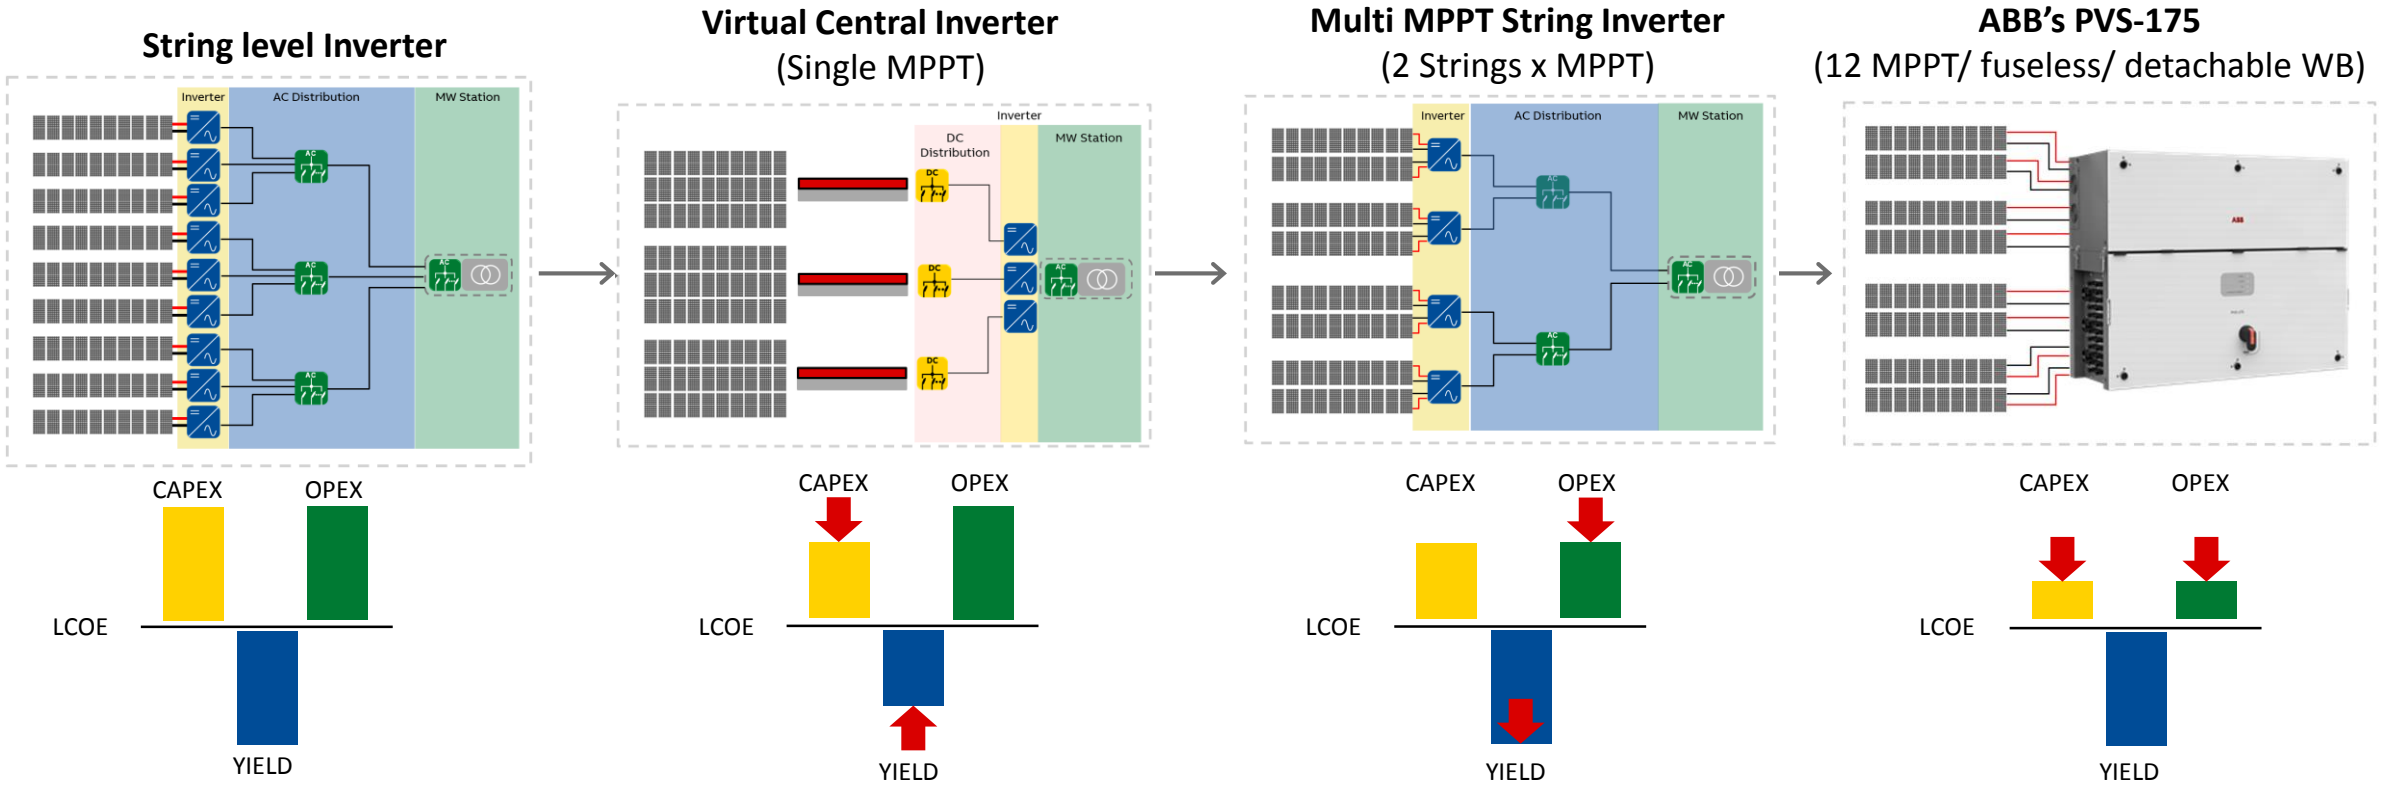 String level Inverter
Inverter
AC Distribution
MW Station
AC
AC
AC
AC
CAPEX
OPEX
LCOE
YIELD
Virtual Central Inverter
(Single MPPT)
Inverter
DC
Distribution
MW Station
DC
DC
DC
AC
CAPEX
OPEX
LCOE
YIELD
Multi MPPT String Inverter
(2 Strings x MPPT)
Inverter
AC Distribution
MW Station
AC
AC
AC
CAPEX
OPEX
LCOE
YIELD
ABB's PVS-175
(12 MPPT/ fuseless/ detachable WB)
ABB
CAPEX
OPEX
LCOE
YIELD